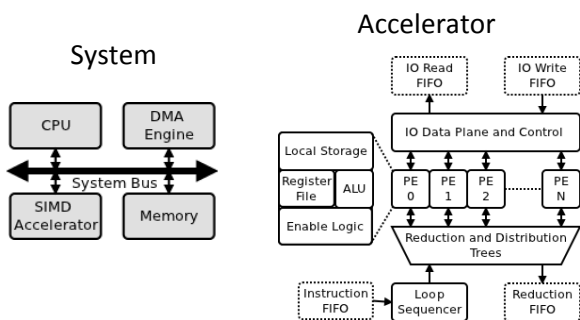 System
CPU
DMA
Engine
System Bus
SIMD
Accelerator
Memory
Accelerator
IO Read
FIFO
IO Write
FIFO
IO Data Plane and Control
Local Storage
Register
File
ALU
Enable Logic
PE
0
PE
1
PE
2
PE
N
Reduction and Distribution
Trees
Instruction
FIFO
Loop
Sequencer
Reduction
FIFO